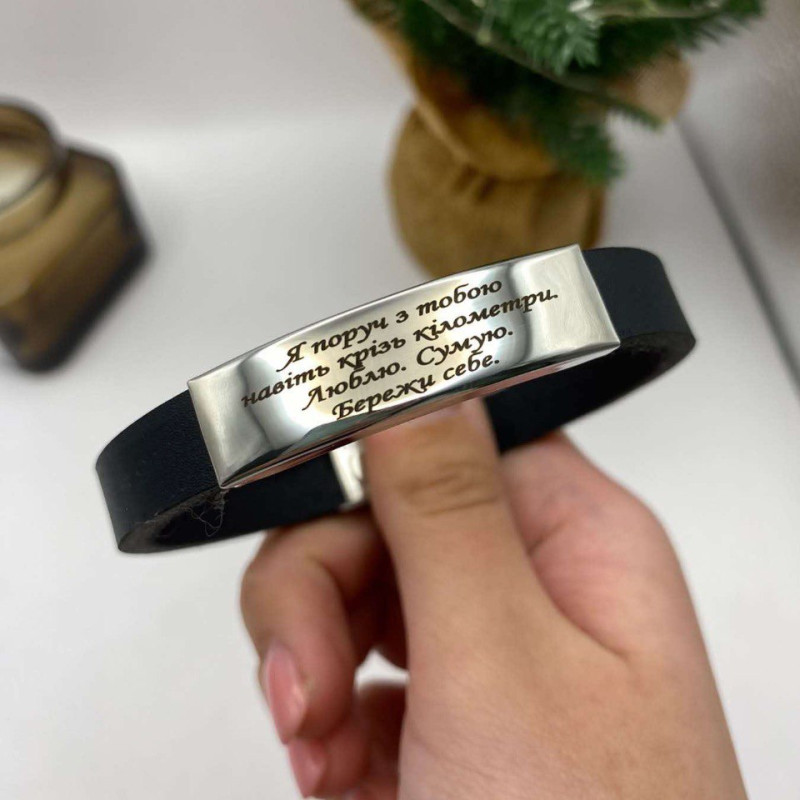 Я поруч з тобою
навіть крізь кілометри.
Люблю. Сумую.
Бережи себе.